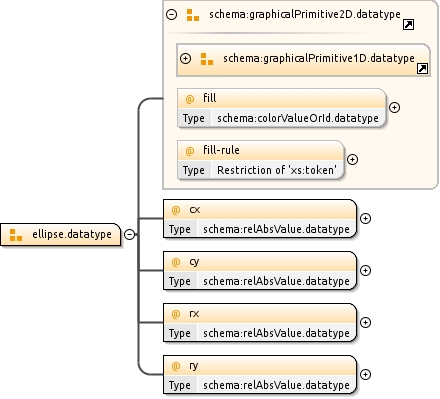 schema:graphicalPrimitive2D.datatype
schema:graphicalPrimitive1D.datatype
@ fill
Type schema:colorValueOrId.datatype
@ fill-rule
Type Restriction of 'xs:token'
@ cx
Type schema:relAbsValue.datatype
ellipse.datatype
@ cy
Type schema:relAbsValue.datatype
@ rx
Type schema:relAbsValue.datatype
@ ry
Type schema:relAbsValue.datatype